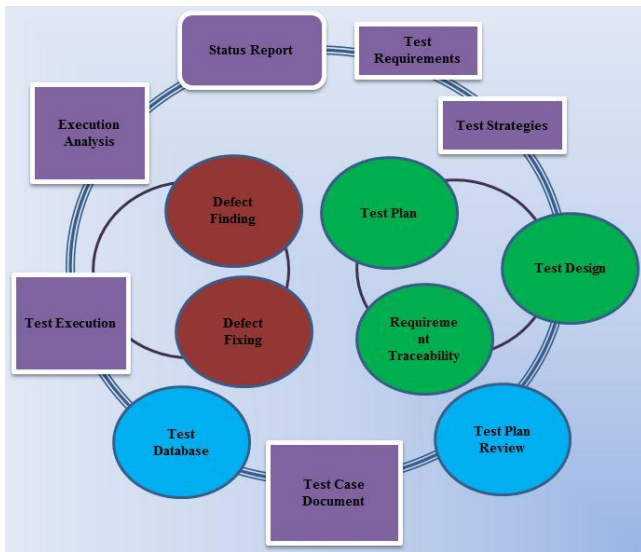 Status Report
Test
Requirements
Execution
Analysis
Test Strategies
Defect
Finding
Test Plan
Test Design
Test Execution
Defect
Fixing
Requireme
nt
Traceability
Test
Database
Test Plan
Review
Test Case
Document